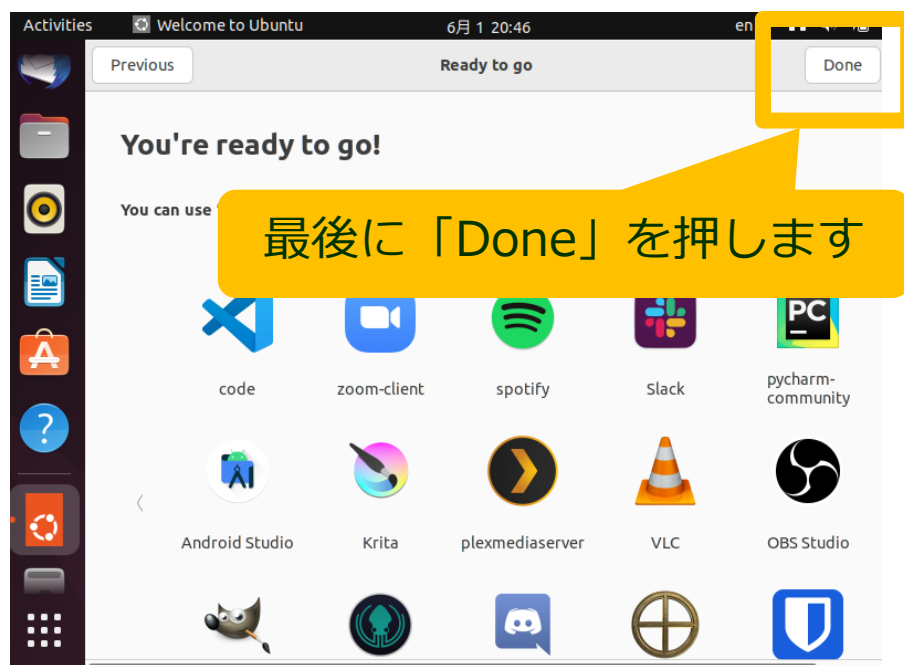 Activities Welcome to Ubuntu 6月 1 20:46 en
Previous Ready to go Done
You're ready to go!
You can use
最後に「Done」を押します
PC
code zoom-client spotify Slack pycharm-
community
Android Studio Krita plexmediaserver VLC OBS Studio